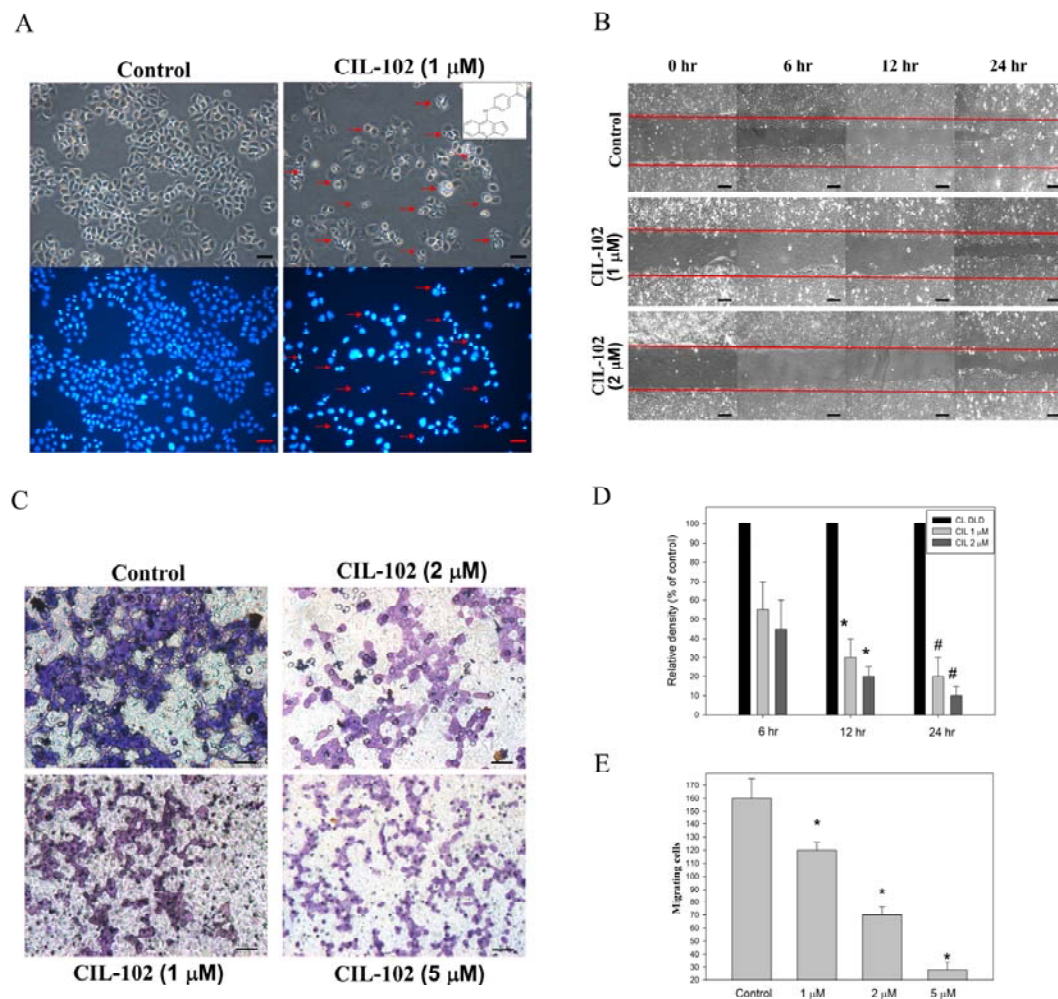 A
Control
CIL-102 (1 μM)
B
0 hr 6 hr 12 hr 24 hr
Control
CIL-102 (1 μM)
CIL-102 (2 μM)
C
Control
CIL-102 (2 μM)
CIL-102 (1 μM)
CIL-102 (5 μM)
D
CL DLD
CIL 1 μM
CIL 2 μM
Relative density (% of control)
100
90
80
70
60
50
40
30
20
10
0
* * # #
6 hr 12 hr 24 hr
E
Migrating cells
170
160
150
140
130
120
110
100
90
80
70
60
50
40
30
20
* * *
Control 1 μM 2 μM 5 μM